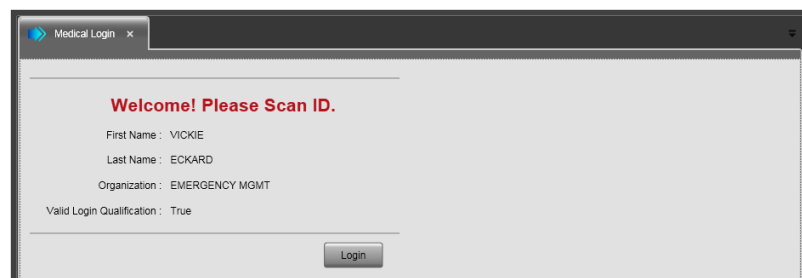 Medical Login ×
Welcome! Please Scan ID.
First Name : VICKIE
Last Name : ECKARD
Organization : EMERGENCY MGMT
Valid Login Qualification : True
Login